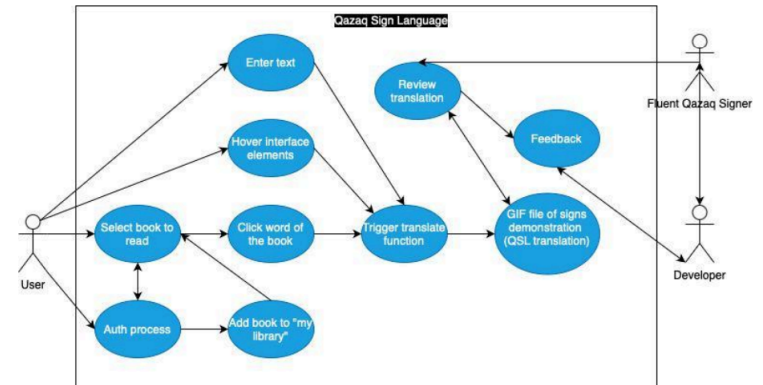 Qazaq Sign Language
Enter text
Review
translation
Fluent Qazaq Signer
Hover interface
elements
Feedback
Select book to
read
Click word of
the book
Trigger translate
function
GIF file of signs
demonstration
(QSL translation)
User
Developer
Auth process
Add book to "my
library"